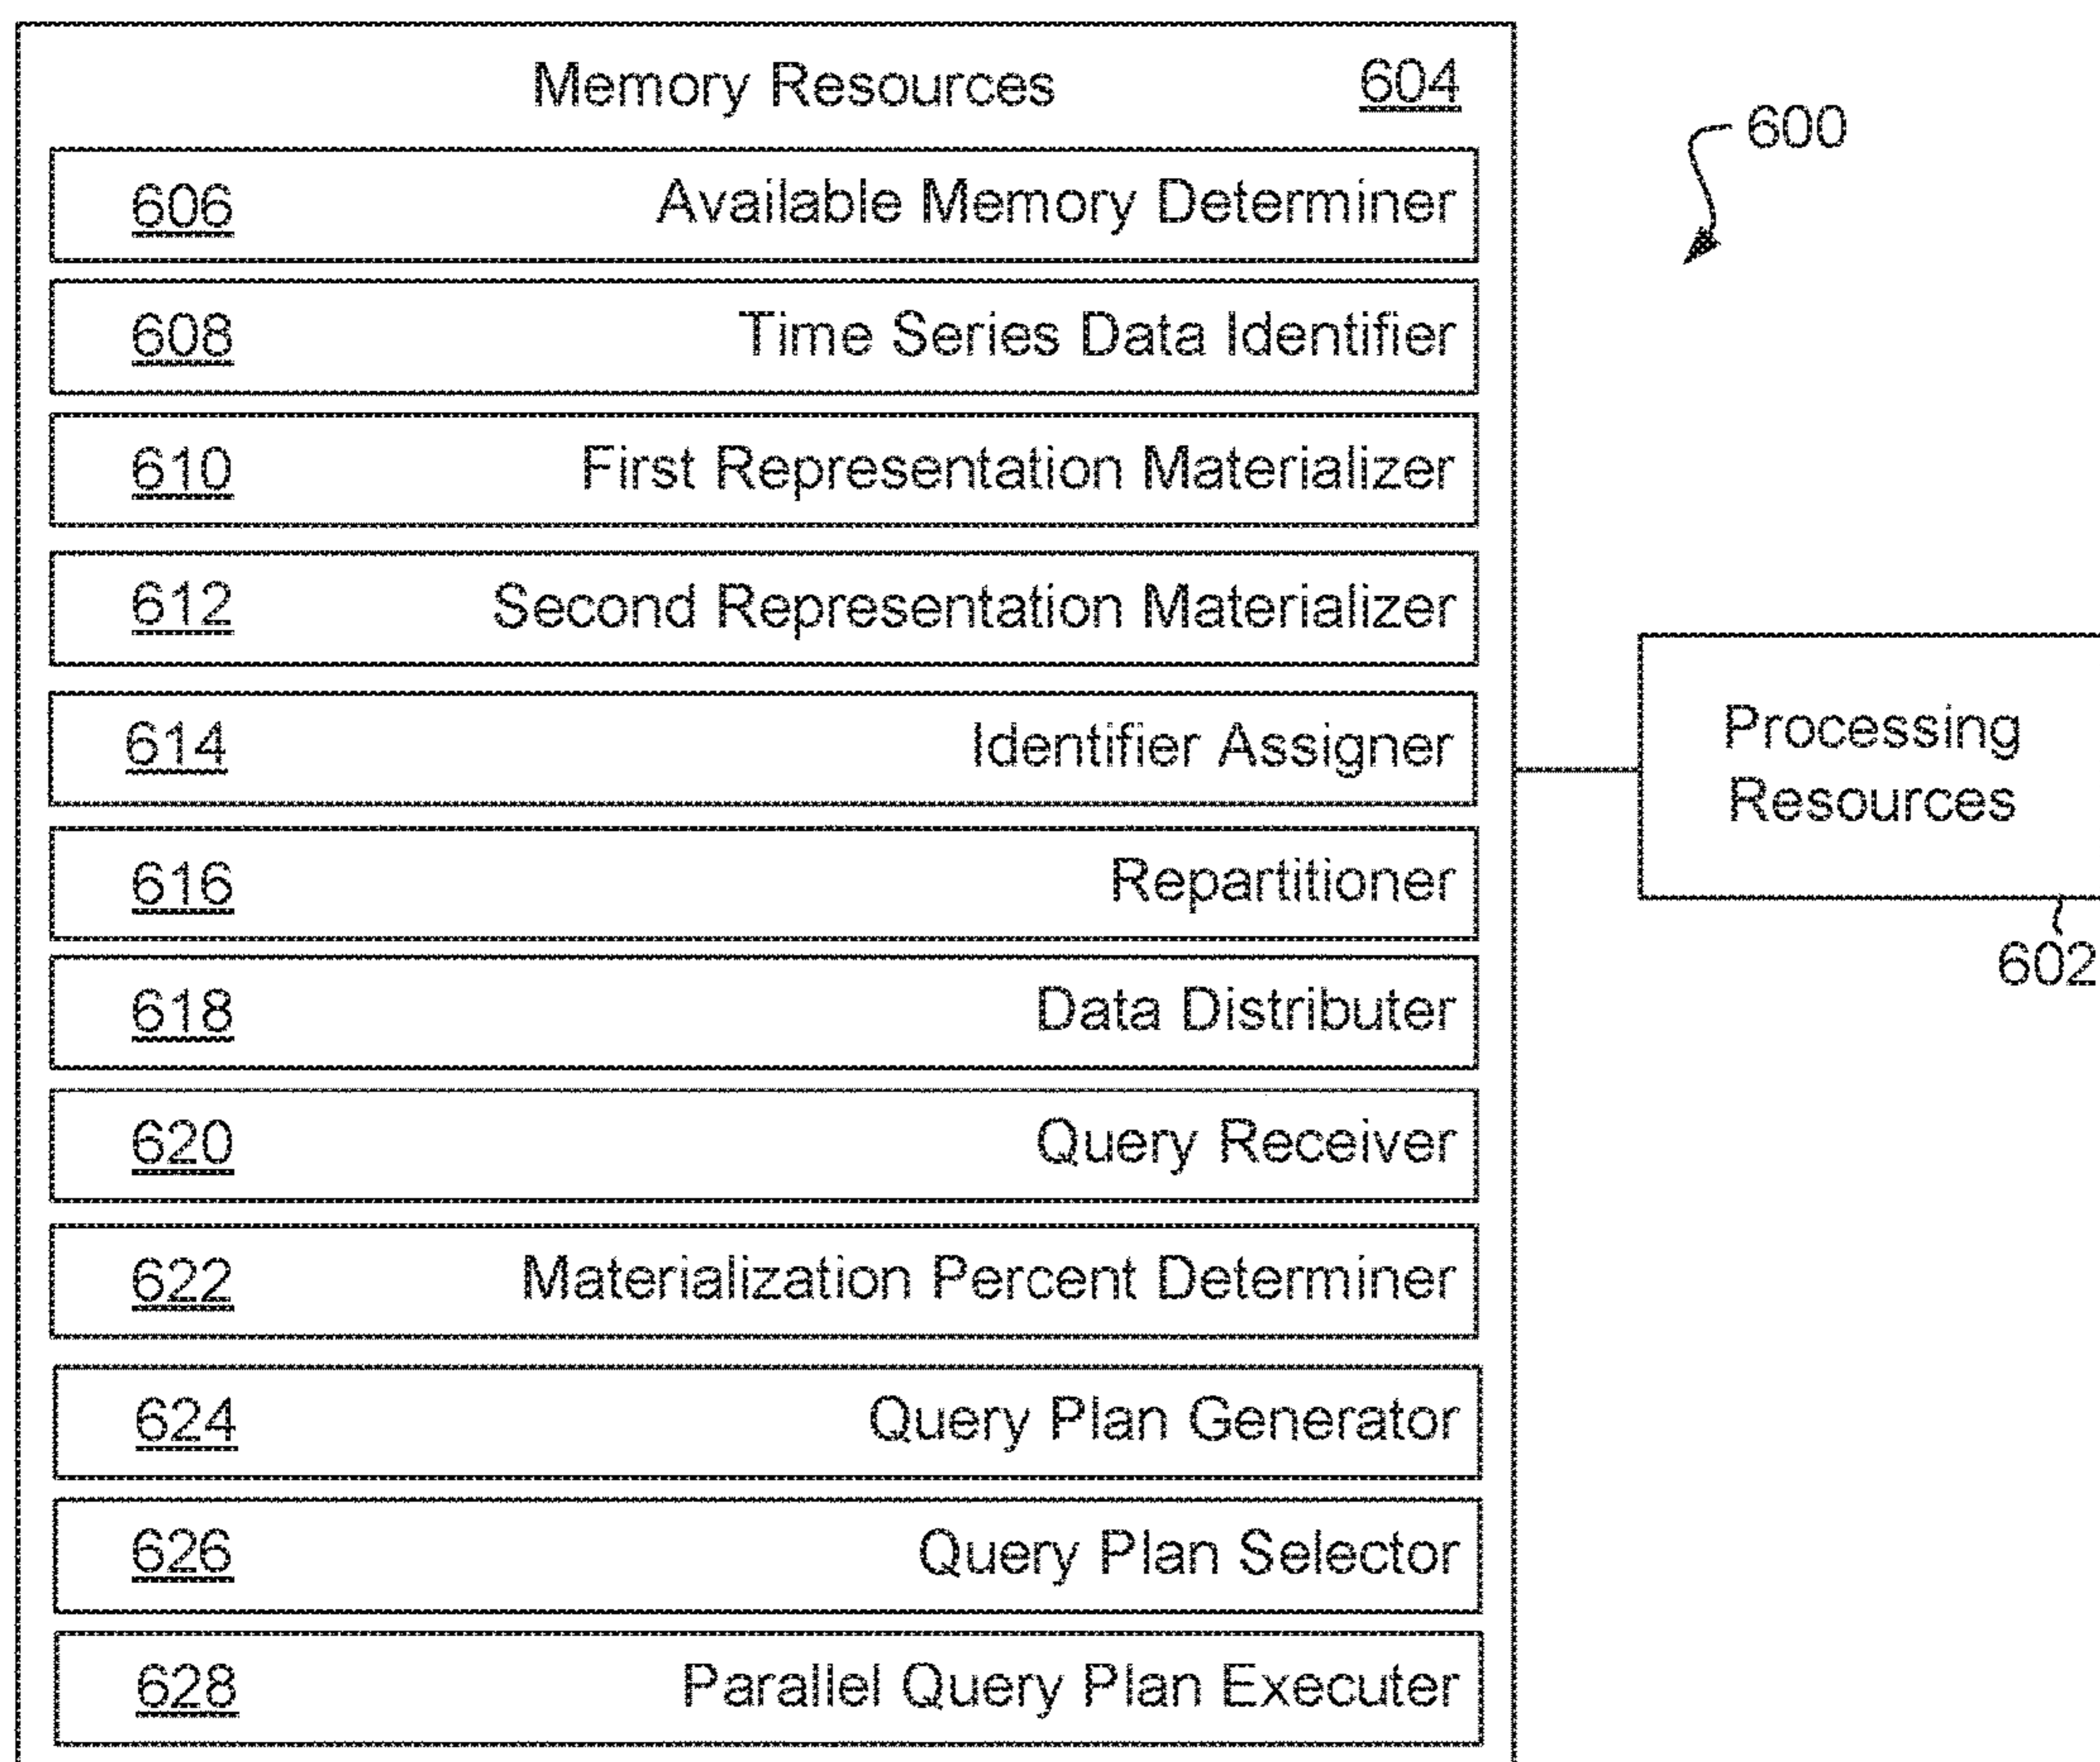 Memory Resources 604
600
606 Available Memory Determiner
608 Time Series Data Identifier
610 First Representation Materializer
612 Second Representation Materializer
614 Identifier Assigner
616 Repartitioner
618 Data Distributer
620 Query Receiver
622 Materialization Percent Determiner
624 Query Plan Generator
626 Query Plan Selector
628 Parallel Query Plan Executer
Processing
Resources
602